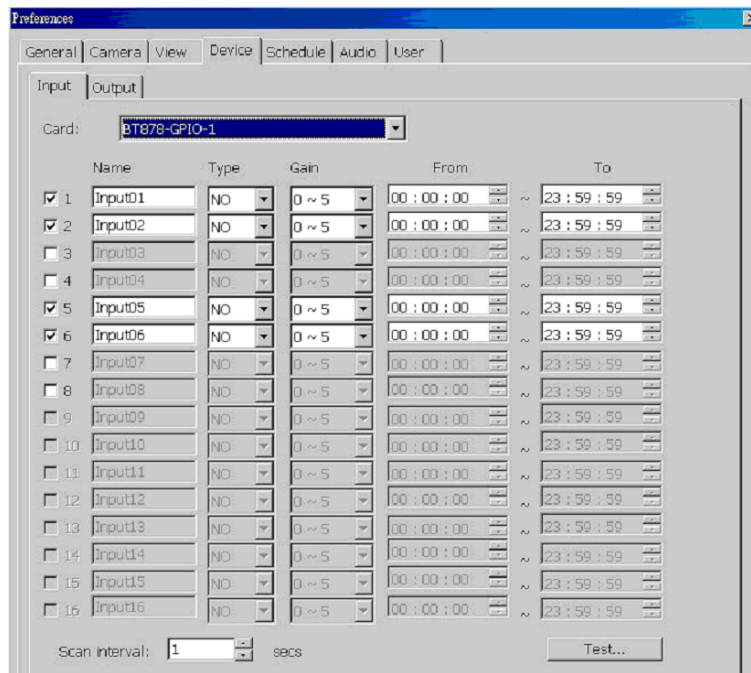 Preferences
General Camera View Device Schedule Audio User
Input Output
Card: BT878-GPIO-1
Name Type Gain From To
1 Input01 NO 0 ~ 5 00 : 00 : 00 ~ 23 : 59 : 59
2 Input02 NO 0 ~ 5 00 : 00 : 00 ~ 23 : 59 : 59
3 Input03 NO 0 ~ 5 00 : 00 : 00 ~ 23 : 59 : 59
4 Input04 NO 0 ~ 5 00 : 00 : 00 ~ 23 : 59 : 59
5 Input05 NO 0 ~ 5 00 : 00 : 00 ~ 23 : 59 : 59
6 Input06 NO 0 ~ 5 00 : 00 : 00 ~ 23 : 59 : 59
7 Input07 NO 0 ~ 5 00 : 00 : 00 ~ 23 : 59 : 59
8 Input08 NO 0 ~ 5 00 : 00 : 00 ~ 23 : 59 : 59
9 Input09 NO 0 ~ 5 00 : 00 : 00 ~ 23 : 59 : 59
10 Input10 NO 0 ~ 5 00 : 00 : 00 ~ 23 : 59 : 59
11 Input11 NO 0 ~ 5 00 : 00 : 00 ~ 23 : 59 : 59
12 Input12 NO 0 ~ 5 00 : 00 : 00 ~ 23 : 59 : 59
13 Input13 NO 0 ~ 5 00 : 00 : 00 ~ 23 : 59 : 59
14 Input14 NO 0 ~ 5 00 : 00 : 00 ~ 23 : 59 : 59
15 Input15 NO 0 ~ 5 00 : 00 : 00 ~ 23 : 59 : 59
16 Input16 NO 0 ~ 5 00 : 00 : 00 ~ 23 : 59 : 59
Scan interval: 1 secs Test...